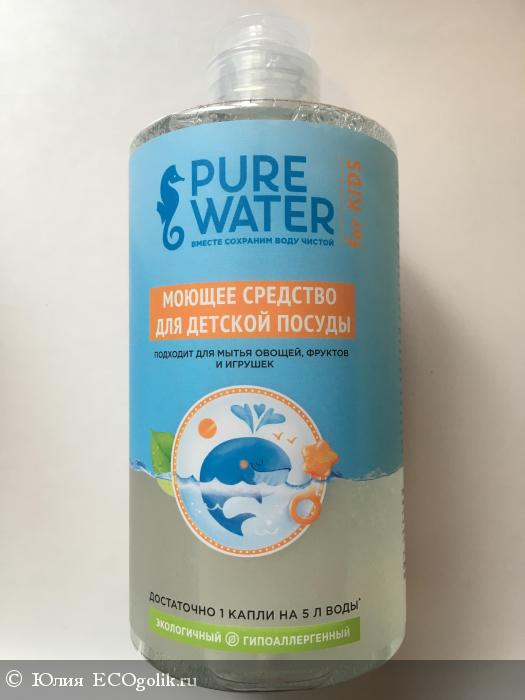 PURE
WATER
for KIDS
ВМЕСТЕ СОХРАНИМ ВОДУ ЧИСТОЙ
МОЮЩЕЕ СРЕДСТВО
ДЛЯ ДЕТСКОЙ ПОСУДЫ
ПОДХОДИТ ДЛЯ МЫТЬЯ ОВОЩЕЙ, ФРУКТОВ
И ИГРУШЕК
ДОСТАТОЧНО 1 КАПЛИ НА 5 Л ВОДЫ*
ЭКОЛОГИЧНЫЙ ГИПОАЛЛЕРГЕННЫЙ
© Юлия ECOgolik.ru